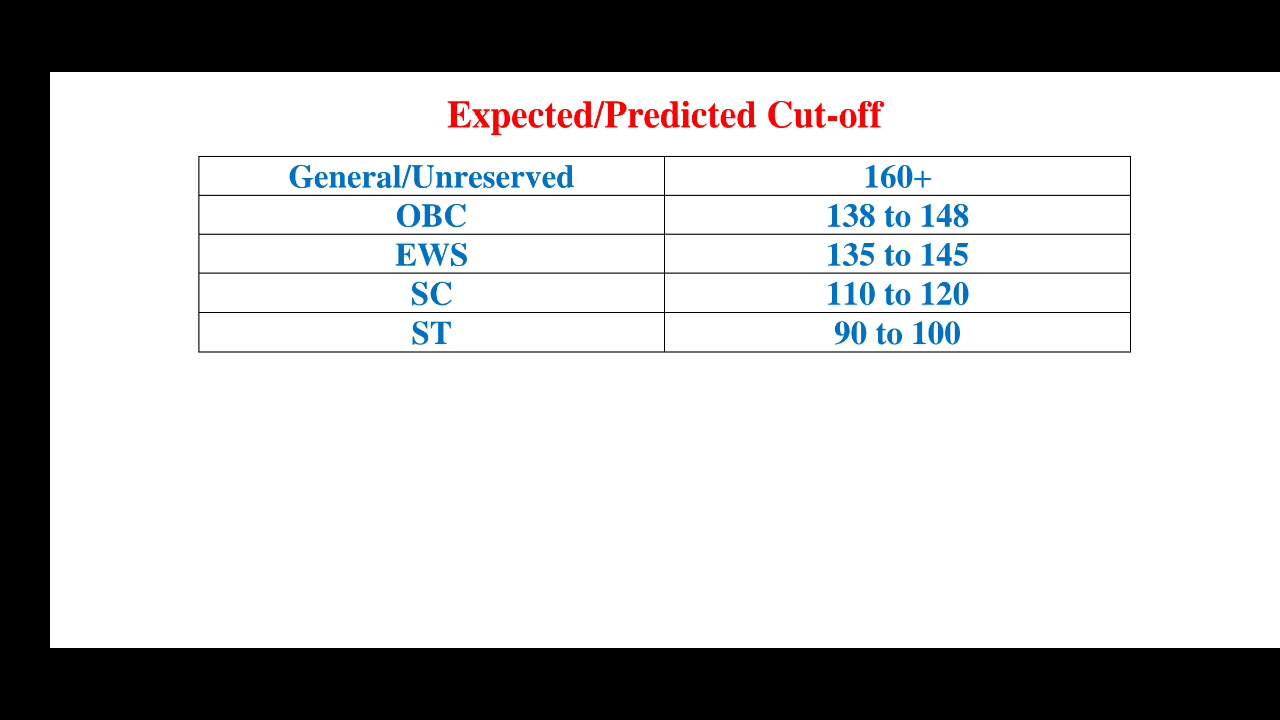 Expected/Predicted Cut-off
General/Unreserved 160+
OBC 138 to 148
EWS 135 to 145
SC 110 to 120
ST 90 to 100